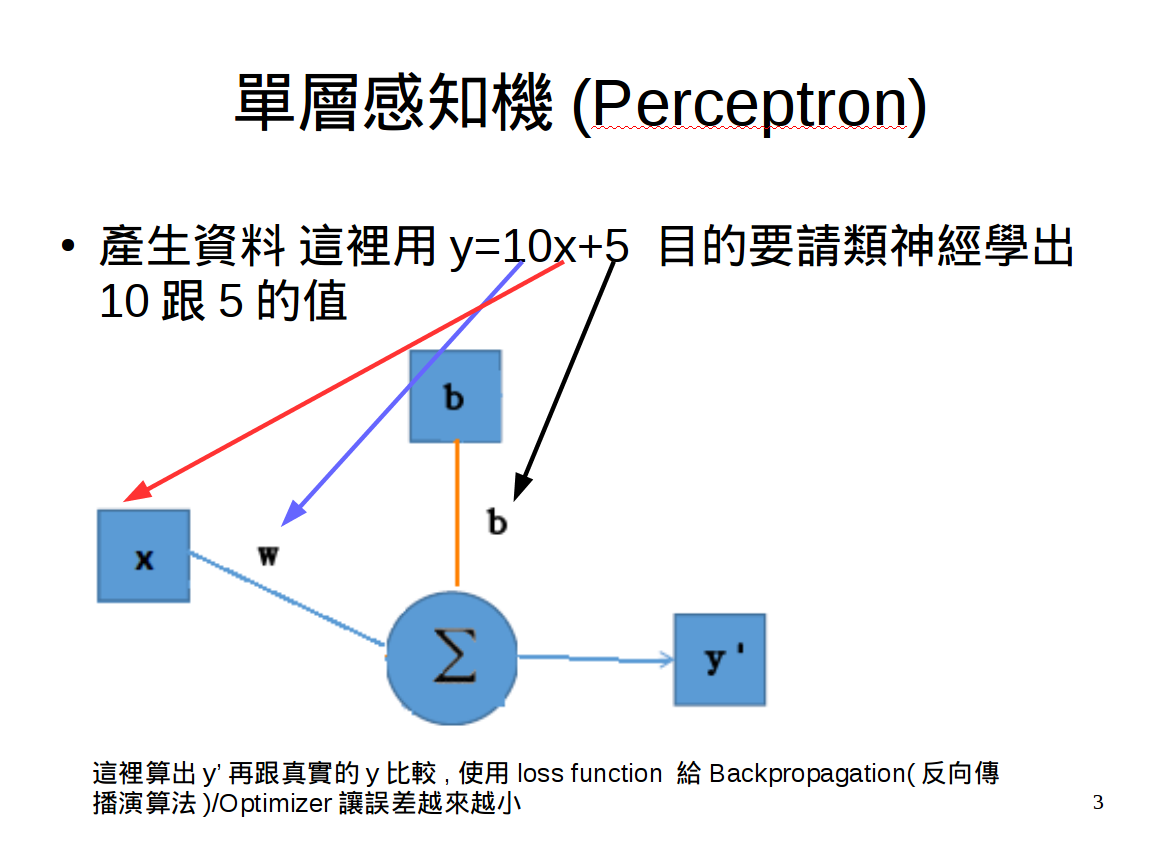 單層感知機 (Perceptron)
• 產生資料 這裡用 y=10x+5 目的要請類神經學出
10 跟 5 的值
b
b
x
w
Σ
y'
這裡算出 y’ 再跟真實的 y 比較 , 使用 loss function 給 Backpropagation( 反向傳
播演算法 )/Optimizer 讓誤差越來越小
3